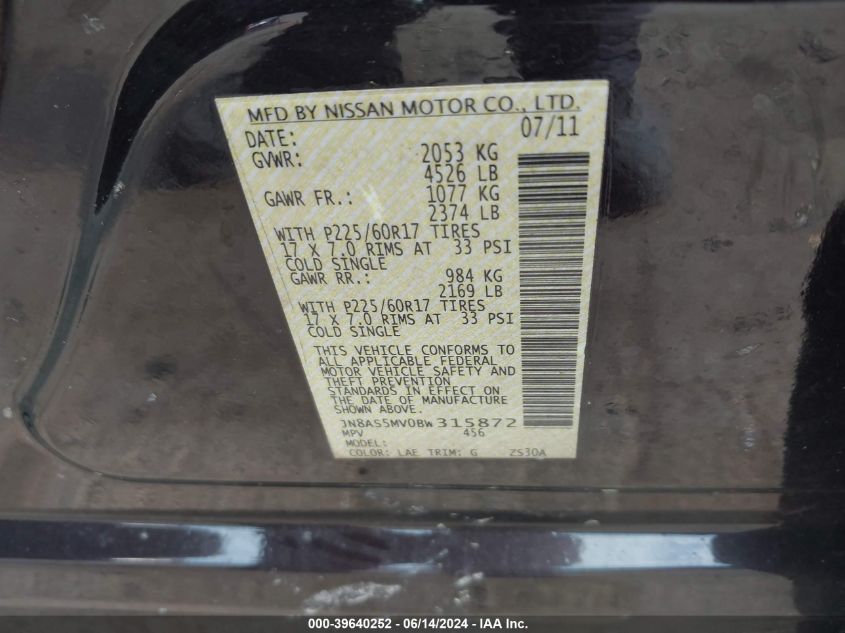 MFD BY NISSAN MOTOR CO., LTD.
DATE: 07/11
GVWR: 2053 KG
4526 LB
GAWR FR.: 1077 KG
2374 LB
WITH P225/60R17 TIRES
17 X 7.0 RIMS AT 33 PSI
COLD SINGLE
GAWR RR.: 984 KG
2169 LB
WITH P225/60R17 TIRES
17 X 7.0 RIMS AT 33 PSI
COLD SINGLE
THIS VEHICLE CONFORMS TO
ALL APPLICABLE FEDERAL
MOTOR VEHICLE SAFETY AND
THEFT PREVENTION
STANDARDS IN EFFECT ON
THE DATE OF MANUFACTURE
SHOWN ABOVE.
JN8AS5MV0BW315872
MPV 456
MODEL:
COLOR: LAE TRIM: G ZS30A
000-39640252 - 06/14/2024 - IAA Inc.